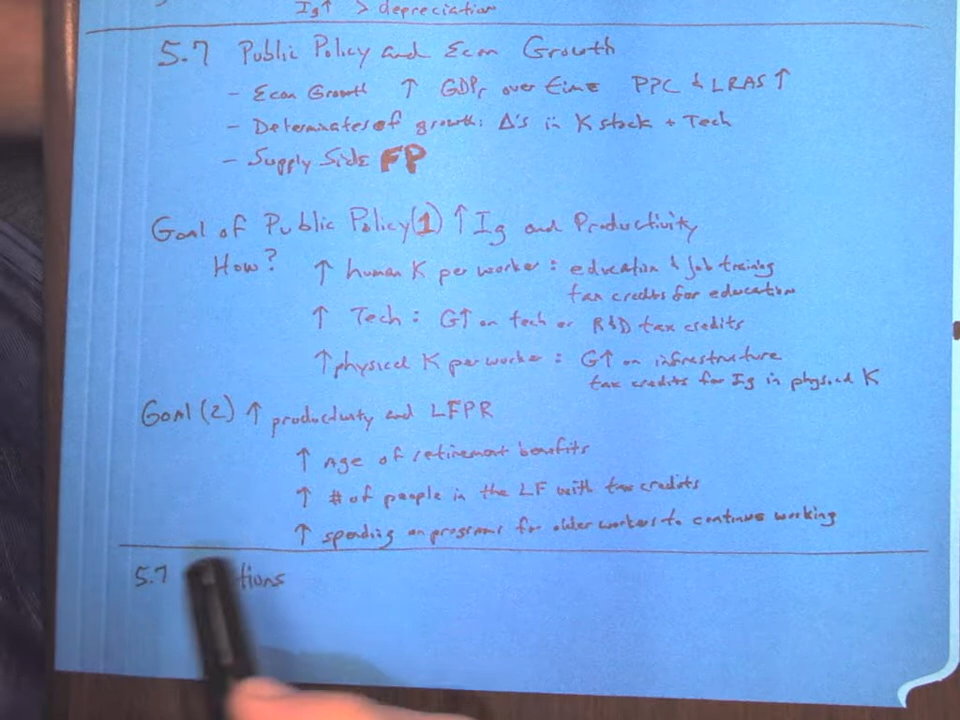 Ig↑ > depreciation
5.7 Public Policy and Econ Growth
- Econ Growth ↑ GDPr over time PPC & LRAS ↑
- Determinates of growth: Δ's in K stock + Tech
- Supply Side FP
Goal of Public Policy(1) ↑ Ig and Productivity
How? ↑ human K per worker: education & job training
tax credits for education
↑ Tech: G↑ on tech or R&D tax credits
↑ physical K per worker: G↑ on infrastructure
tax credits for Ig in physical K
Goal (2) ↑ productivity and LFPR
↑ Age of retirement benefits
↑ # of people in the LF with tax credits
↑ spending on programs for older workers to continue working
5.7